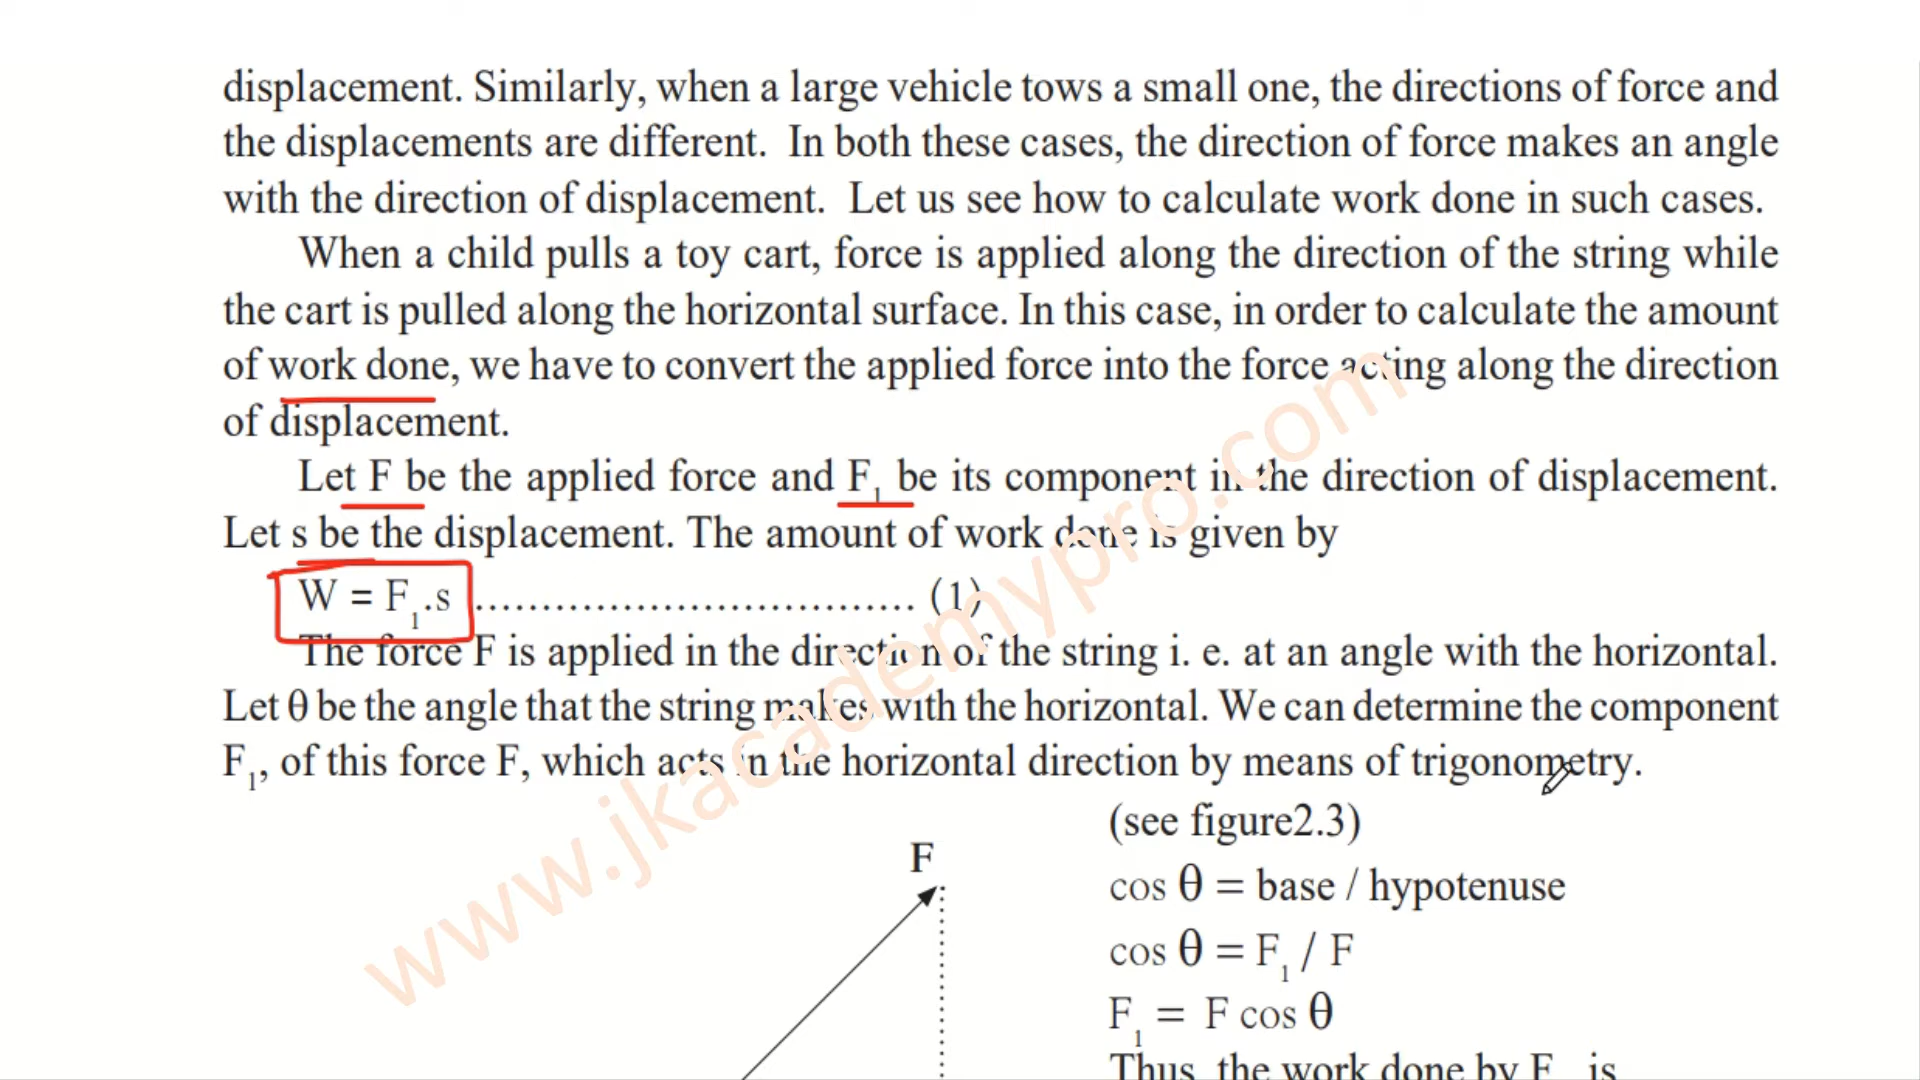 displacement. Similarly, when a large vehicle tows a small one, the directions of force and
the displacements are different.  In both these cases, the direction of force makes an angle
with the direction of displacement.  Let us see how to calculate work done in such cases.
When a child pulls a toy cart, force is applied along the direction of the string while
the cart is pulled along the horizontal surface. In this case, in order to calculate the amount
of work done, we have to convert the applied force into the force acting along the direction
of displacement.
Let F be the applied force and F₁ be its component in the direction of displacement.
Let s be the displacement. The amount of work done is given by
W = F₁.s ................................. (1)
The force F is applied in the direction of the string i. e. at an angle with the horizontal.
Let θ be the angle that the string makes with the horizontal. We can determine the component
F₁, of this force F, which acts in the horizontal direction by means of trigonometry.
(see figure2.3)
F
cos θ = base / hypotenuse
cos θ = F₁ / F
F₁ = F cos θ
Thus, the work done by F is
www.jkacademypro.com